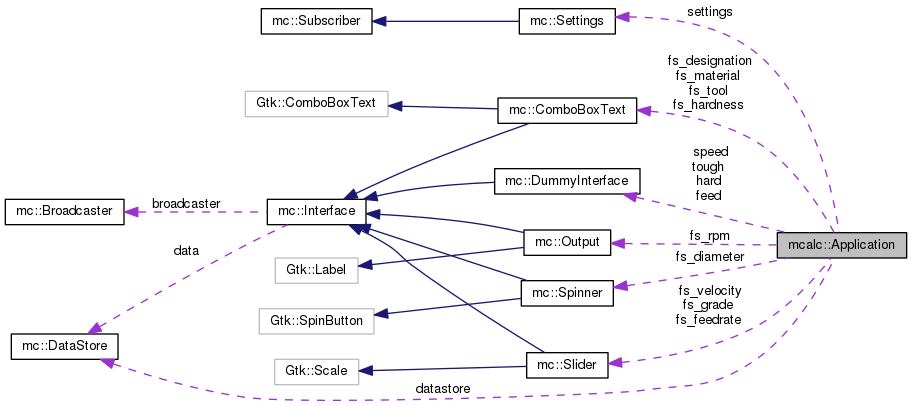 settings
mc::Subscriber
mc::Settings
fs_designation
fs_material
fs_tool
fs_hardness
Gtk::ComboBoxText
mc::ComboBoxText
speed
tough
hard
feed
mc::DummyInterface
broadcaster
mc::Broadcaster
mc::Interface
fs_rpm
mc::Output
mcalc::Application
data
fs_diameter
Gtk::Label
mc::Spinner
fs_velocity
fs_grade
fs_feedrate
Gtk::SpinButton
mc::DataStore
mc::Slider
Gtk::Scale
datastore